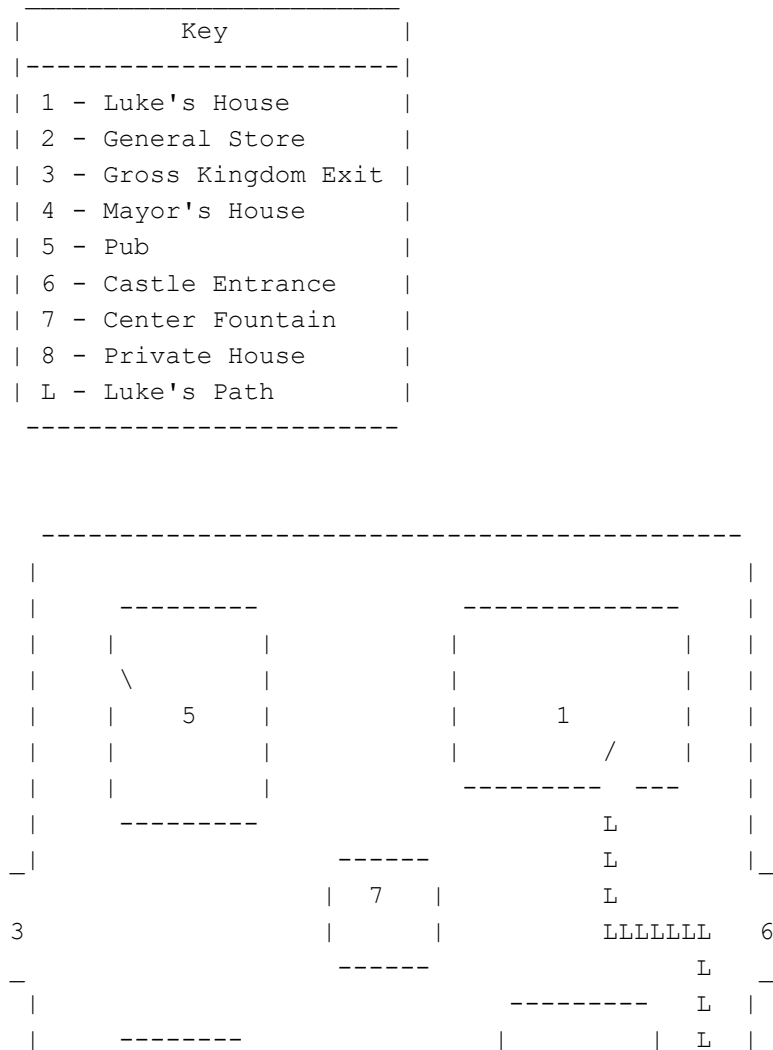 ________________________
|          Key           |
|------------------------|
| 1 - Luke's House       |
| 2 - General Store      |
| 3 - Gross Kingdom Exit |
| 4 - Mayor's House      |
| 5 - Pub                |
| 6 - Castle Entrance    |
| 7 - Center Fountain    |
| 8 - Private House      |
| L - Luke's Path        |
 ------------------------
  ---------------------------------------------
 |                                             |
 |     ---------             --------------    |
 |    |         |           |              |   |
 |     \        |           |              |   |
 |    |    5    |           |      1       |   |
 |    |         |           |         /    |   |
 |    |         |            ---------  ---    |
 |     ---------                      L        |
_|                   ------           L        |_
                    |  7   |          L
3                   |      |          LLLLLLL   6
_                    ------                 L   _
 |                              ---------   L  |
 |     --------                |         |  L  |